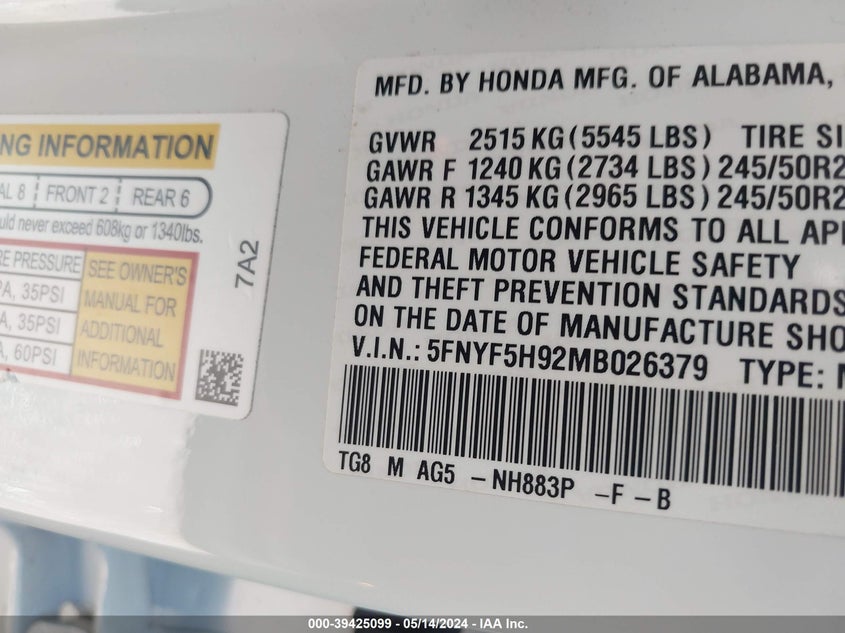 NG INFORMATION
AL 8 FRONT 2 REAR 6
uld never exceed 608kg or 1340lbs.
RE PRESSURE
PA, 35PSI
A, 35PSI
A, 60PSI
SEE OWNER'S
MANUAL FOR
ADDITIONAL
INFORMATION
7A2
MFD. BY HONDA MFG. OF ALABAMA,
GVWR 2515 KG (5545 LBS) TIRE SI
GAWR F 1240 KG (2734 LBS) 245/50R2
GAWR R 1345 KG (2965 LBS) 245/50R2
THIS VEHICLE CONFORMS TO ALL APP
FEDERAL MOTOR VEHICLE SAFETY
AND THEFT PREVENTION STANDARDS
ON THE DATE OF MANUFACTURE SHO
V.I.N.: 5FNYF5H92MB026379 TYPE: M
TG8 M AG5 -NH883P -F -B
000-39425099 - 05/14/2024 - IAA Inc.